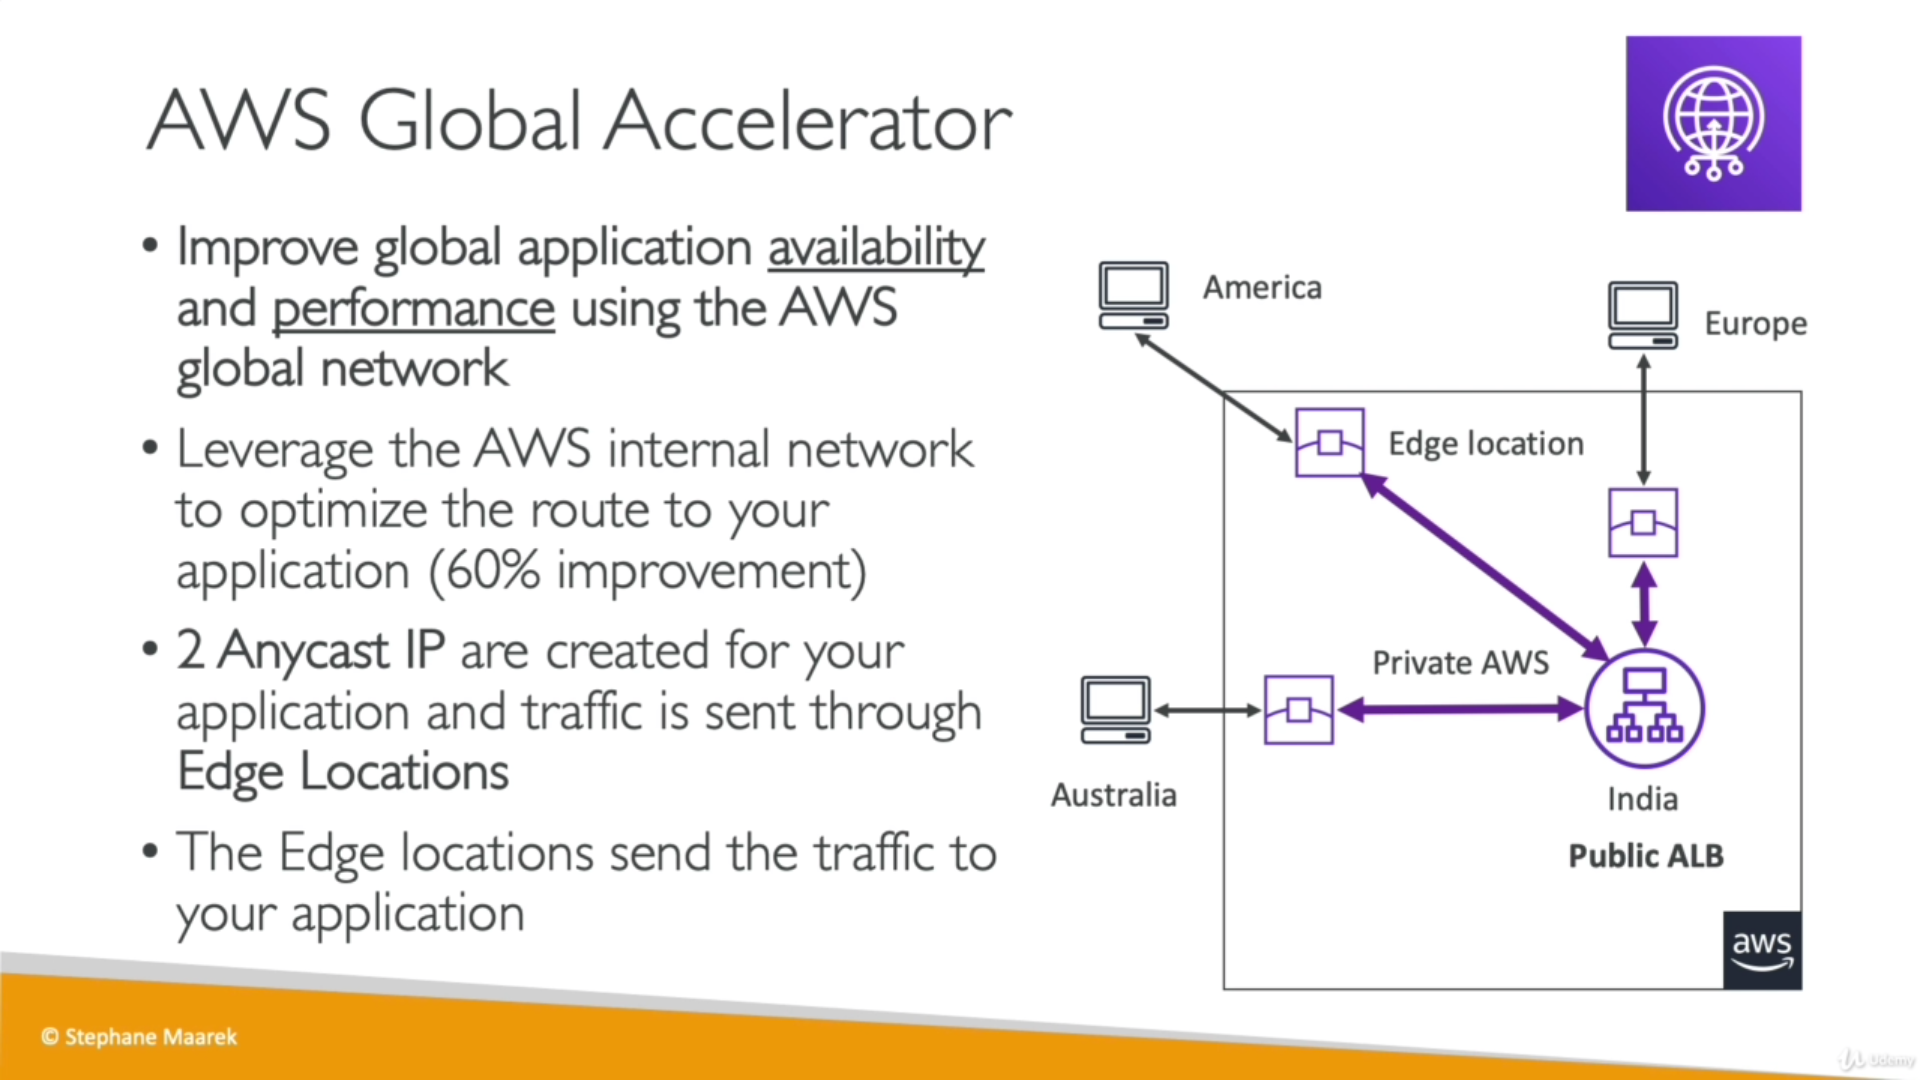 AWS Global Accelerator
• Improve global application availability
and performance using the AWS
global network
• Leverage the AWS internal network
to optimize the route to your
application (60% improvement)
• 2 Anycast IP are created for your
application and traffic is sent through
Edge Locations
• The Edge locations send the traffic to
your application
America
Europe
Edge location
Private AWS
Australia
India
Public ALB
aws
© Stephane Maarek
Udemy